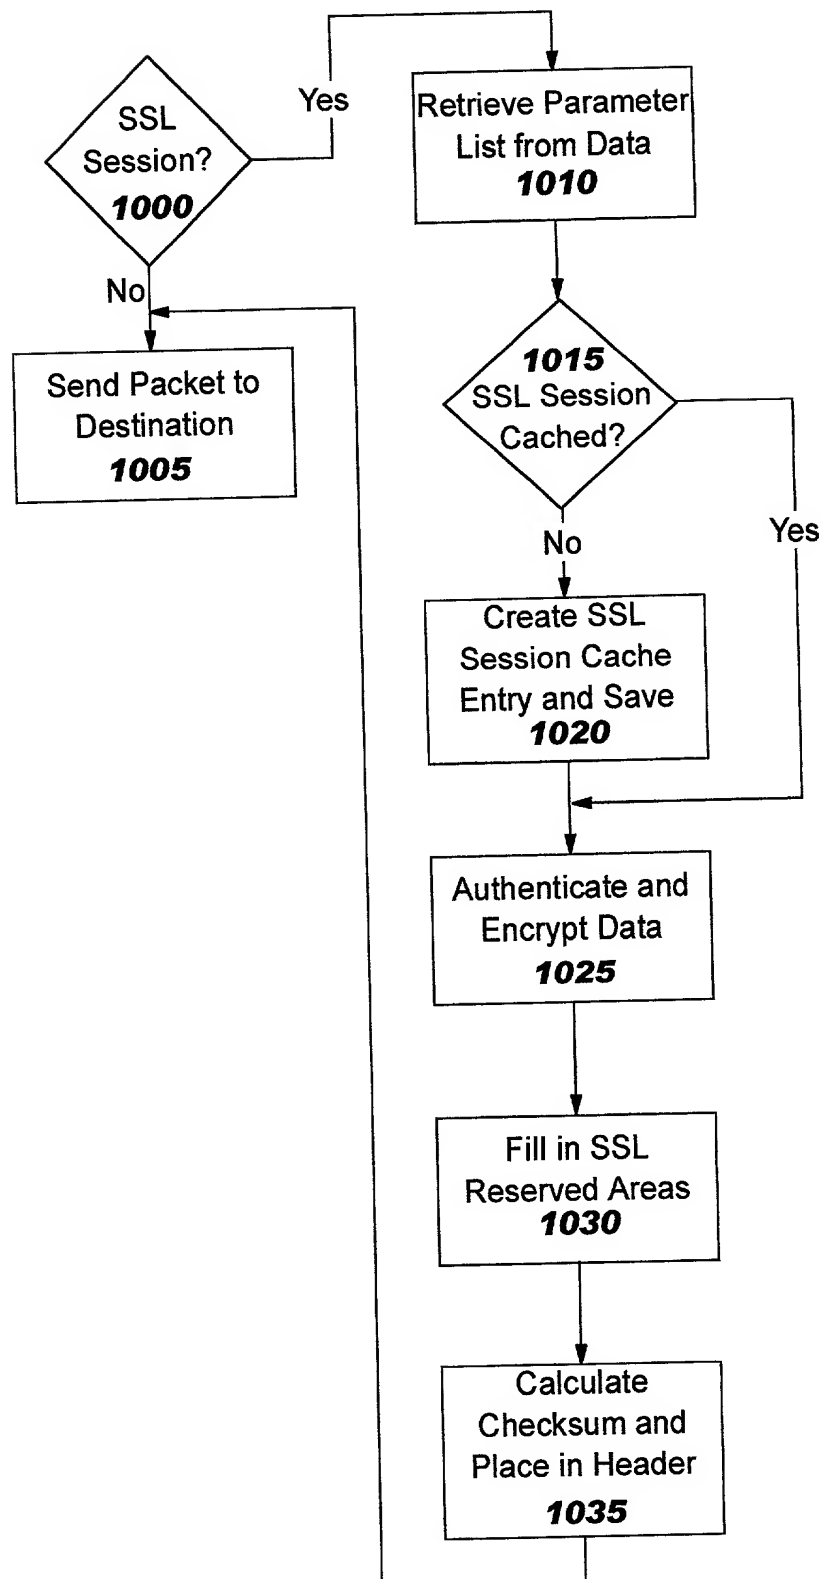 SSL
Session?
1000
Yes
No
Retrieve Parameter
List from Data
1010
Send Packet to
Destination
1005
1015
SSL Session
Cached?
Yes
No
Create SSL
Session Cache
Entry and Save
1020
Authenticate and
Encrypt Data
1025
Fill in SSL
Reserved Areas
1030
Calculate
Checksum and
Place in Header
1035